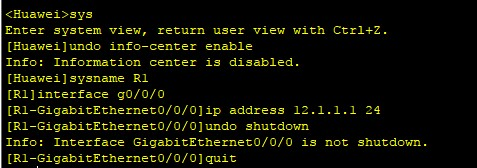 <Huawei>sys
Enter system view, return user view with Ctrl+Z.
[Huawei]undo info-center enable
Info: Information center is disabled.
[Huawei]sysname R1
[R1]interface g0/0/0
[R1-GigabitEthernet0/0/0]ip address 12.1.1.1 24
[R1-GigabitEthernet0/0/0]undo shutdown
Info: Interface GigabitEthernet0/0/0 is not shutdown.
[R1-GigabitEthernet0/0/0]quit